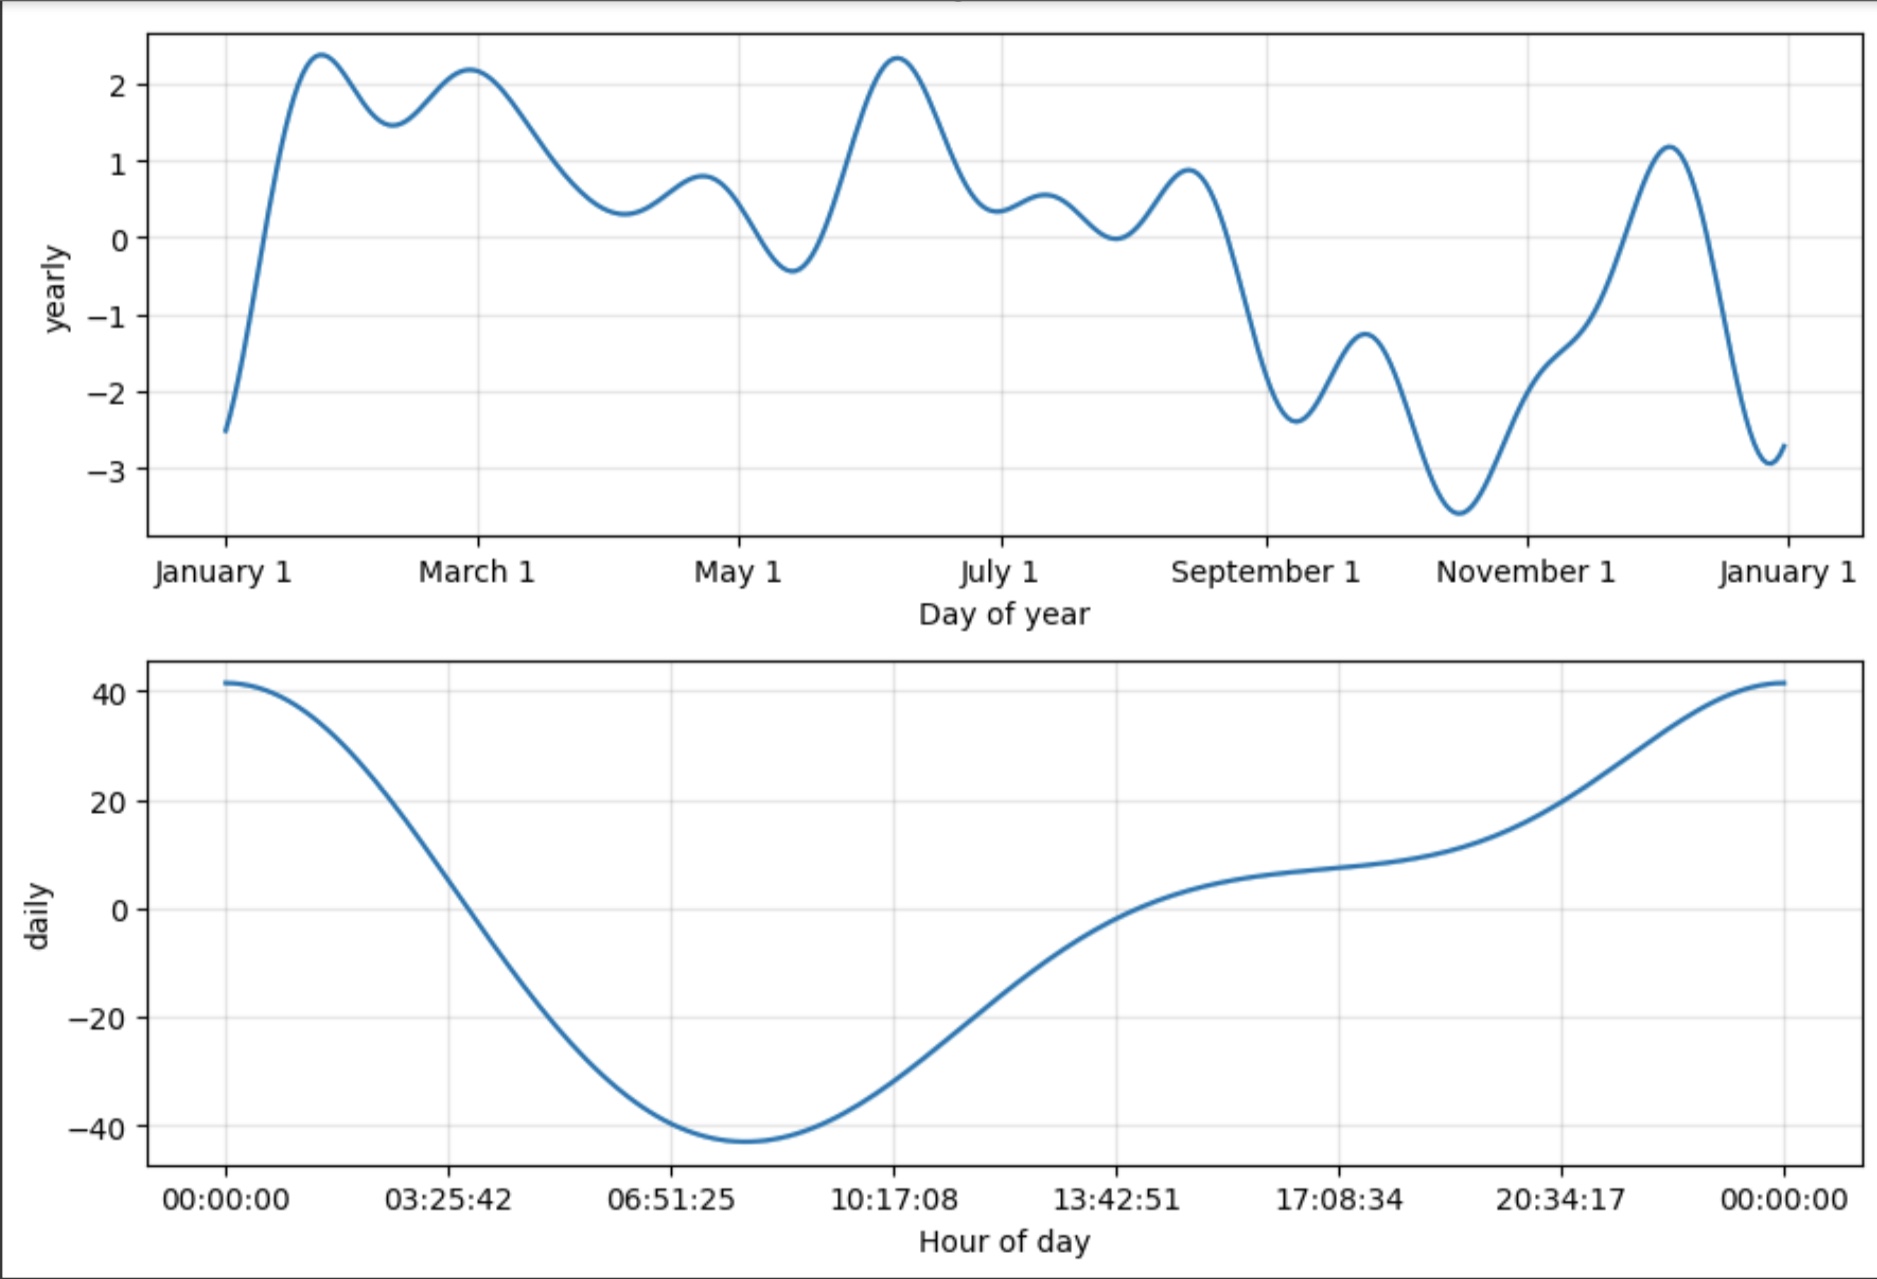 2
1
0
−1
−2
−3
yearly
January 1 March 1 May 1 July 1 September 1 November 1 January 1
Day of year
40
20
0
−20
−40
daily
00:00:00 03:25:42 06:51:25 10:17:08 13:42:51 17:08:34 20:34:17 00:00:00
Hour of day